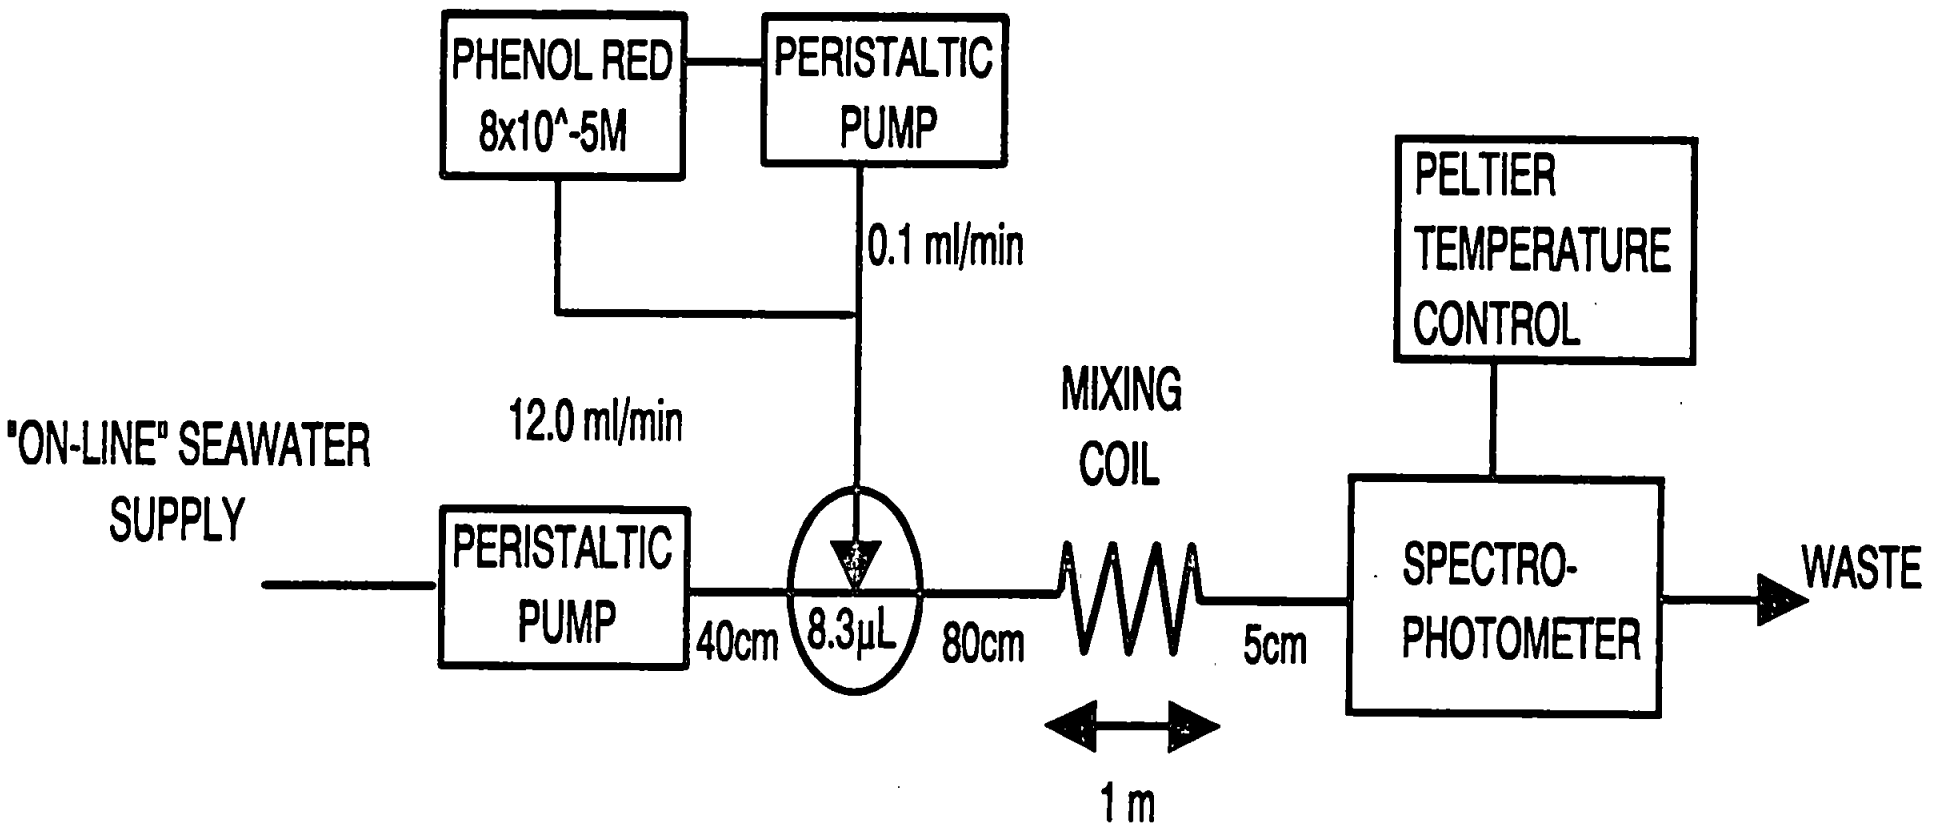 PHENOL RED
8x10^-5M
PERISTALTIC
PUMP
0.1 ml/min
PELTIER
TEMPERATURE
CONTROL
12.0 ml/min
MIXING
COIL
"ON-LINE" SEAWATER
SUPPLY
PERISTALTIC
PUMP
40cm
8.3µL
80cm
5cm
SPECTRO-
PHOTOMETER
WASTE
1 m